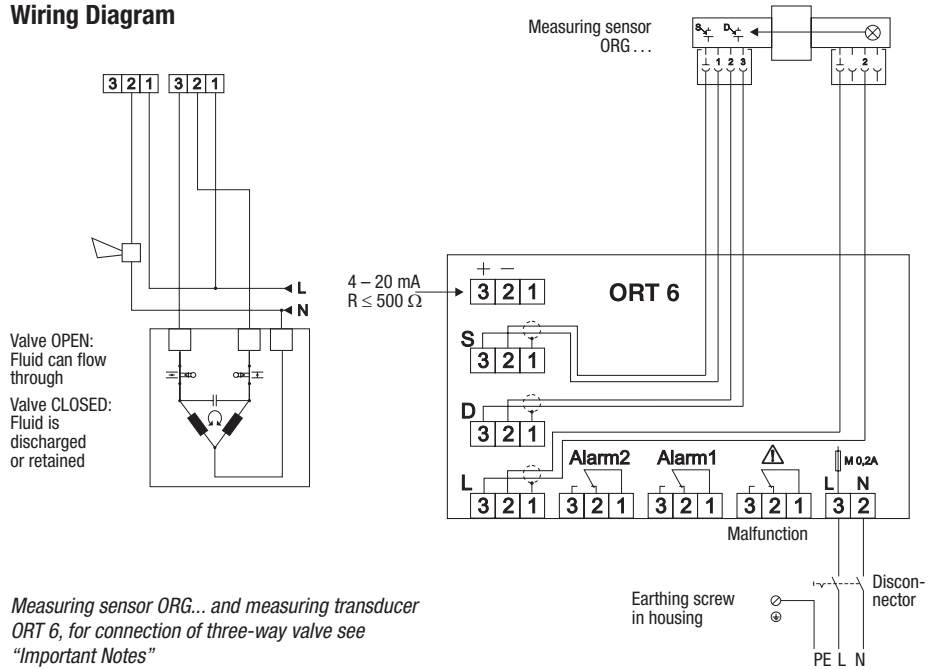 Wiring Diagram
Measuring sensor
ORG . . .
S D
⊥ 1 2 3
⊥ 2
3 2 1 3 2 1
L
N
Valve OPEN:
Fluid can flow
through
Valve CLOSED:
Fluid is
discharged
or retained
4 – 20 mA
R ≤ 500 Ω
+ –
3 2 1
ORT 6
S
3 2 1
D
3 2 1
L
3 2 1
Alarm2
3 2 1
Alarm1
3 2 1
⚠
3 2 1
M 0,2A
L N
3 2
Malfunction
Discon-
nector
Earthing screw
in housing
PE L N
Measuring sensor ORG... and measuring transducer
ORT 6, for connection of three-way valve see
“Important Notes”